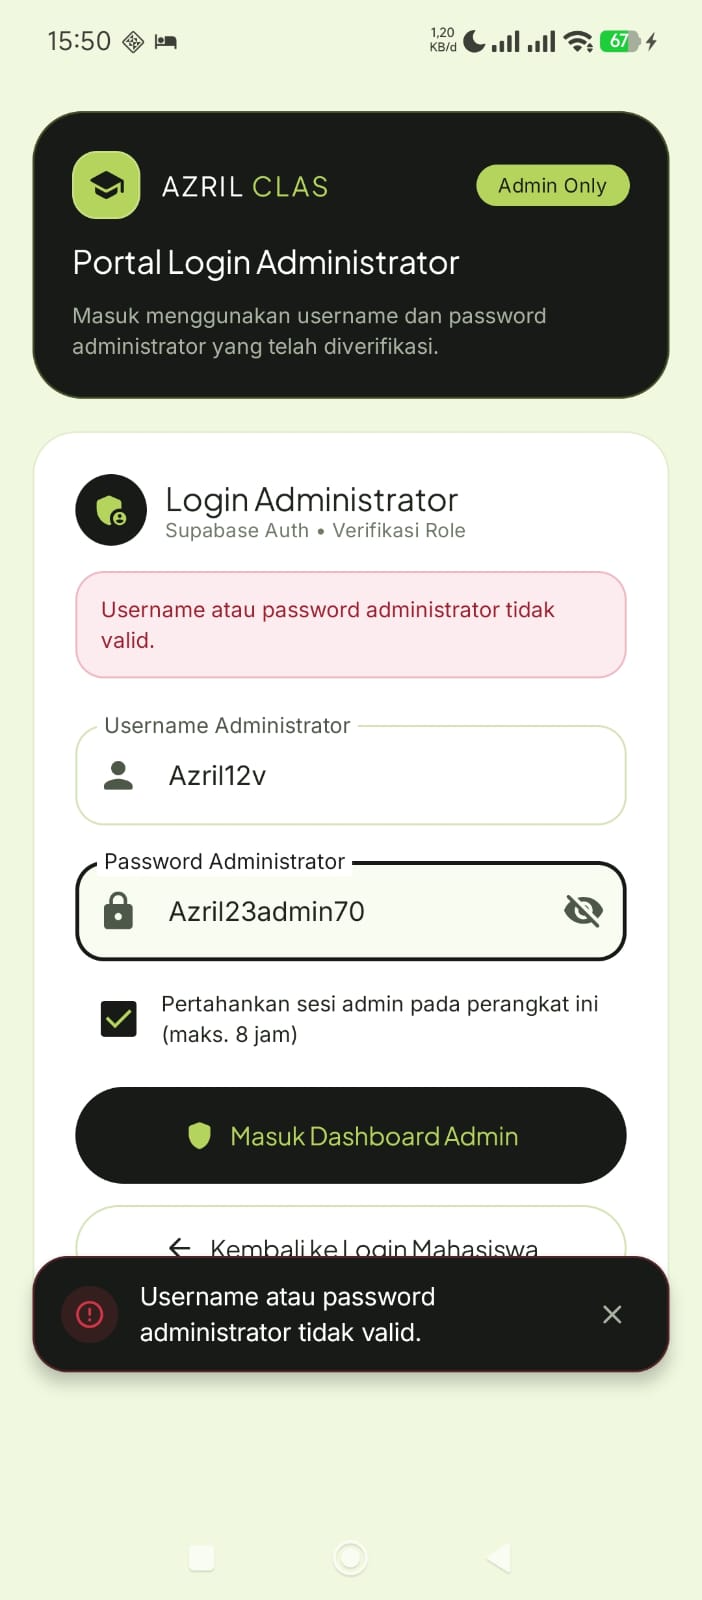 15:50
1,20
KB/d
67
AZRIL CLAS
Admin Only
Portal Login Administrator
Masuk menggunakan username dan password
administrator yang telah diverifikasi.
Login Administrator
Supabase Auth • Verifikasi Role
Username atau password administrator tidak
valid.
Username Administrator
Azril12v
Password Administrator
Azril23admin70
Pertahankan sesi admin pada perangkat ini
(maks. 8 jam)
Masuk Dashboard Admin
Kembali ke Login Mahasiswa
Username atau password
administrator tidak valid.